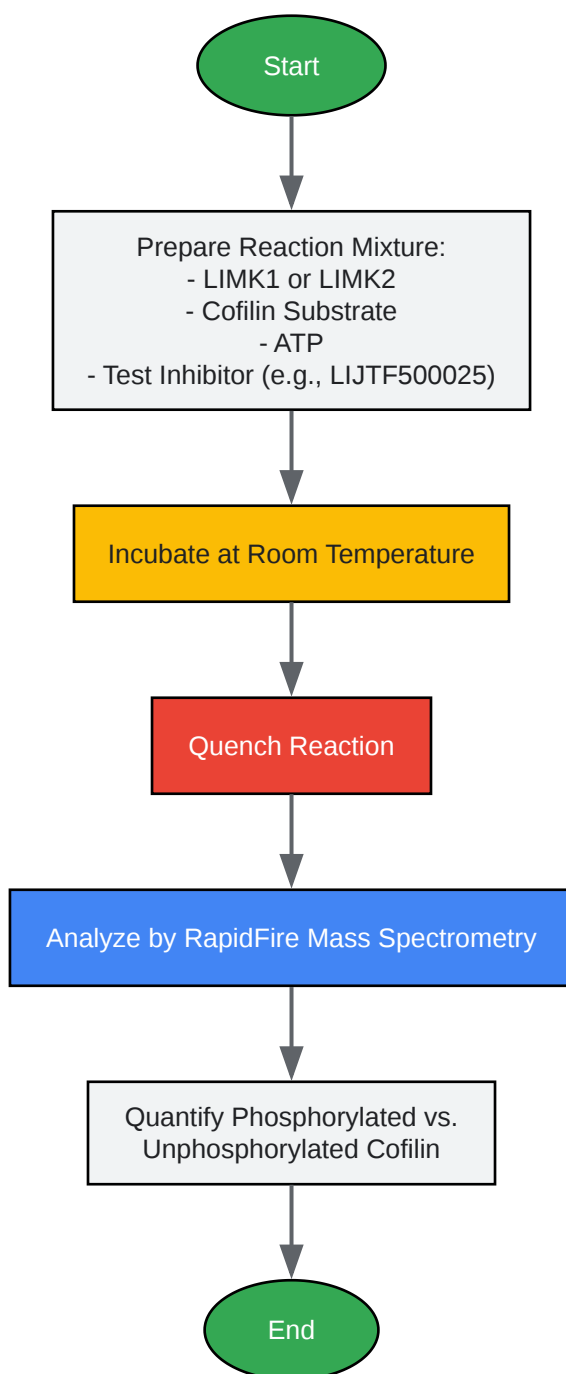 Start
Prepare Reaction Mixture:
- LIMK1 or LIMK2
- Cofilin Substrate
- ATP
- Test Inhibitor (e.g., LIJTF500025)
Incubate at Room Temperature
Quench Reaction
Analyze by RapidFire Mass Spectrometry
Quantify Phosphorylated vs.
Unphosphorylated Cofilin
End